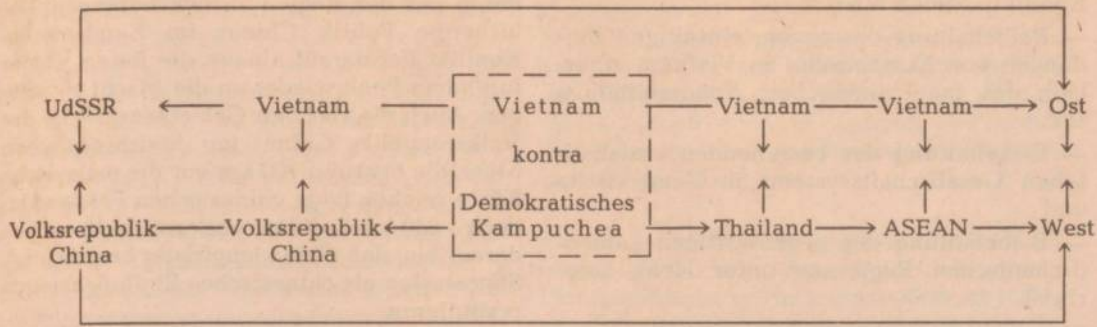 UdSSR Vietnam Vietnam Vietnam Vietnam Ost
kontra
Demokratisches
Volksrepublik Volksrepublik Kampuchea Thailand ASEAN West
China China